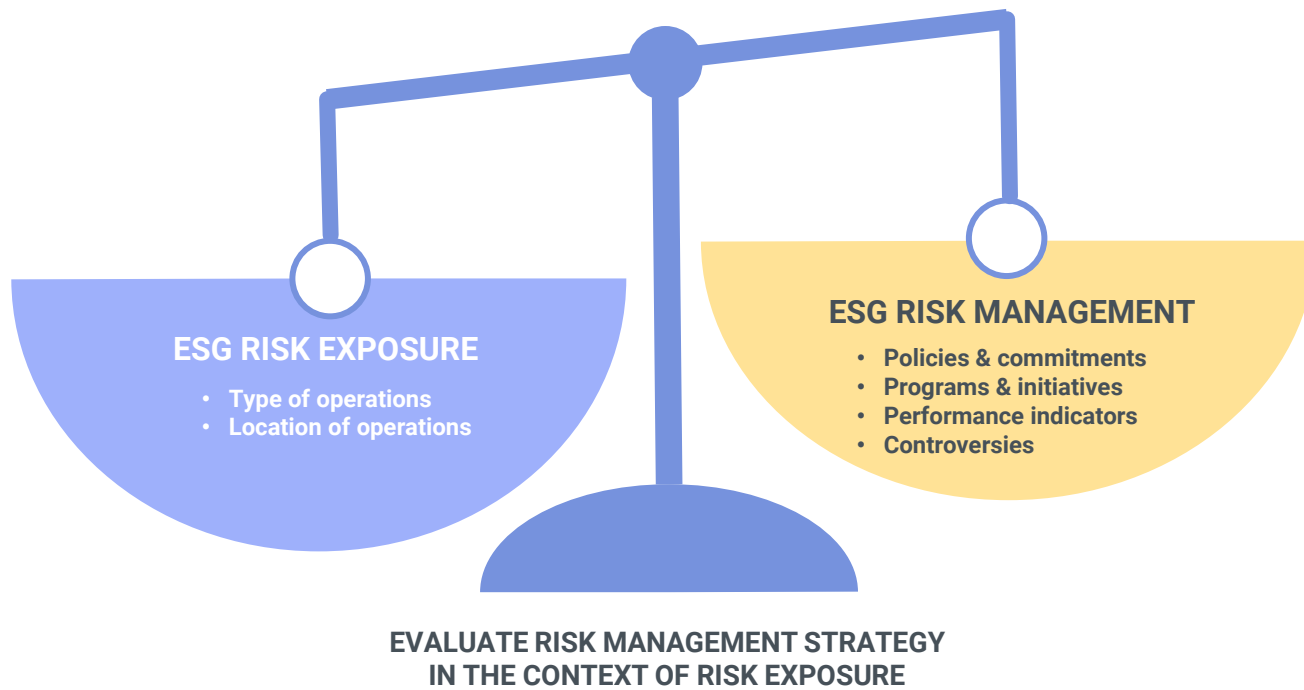 ESG RISK EXPOSURE
• Type of operations
• Location of operations
ESG RISK MANAGEMENT
• Policies & commitments
• Programs & initiatives
• Performance indicators
• Controversies
EVALUATE RISK MANAGEMENT STRATEGY
IN THE CONTEXT OF RISK EXPOSURE